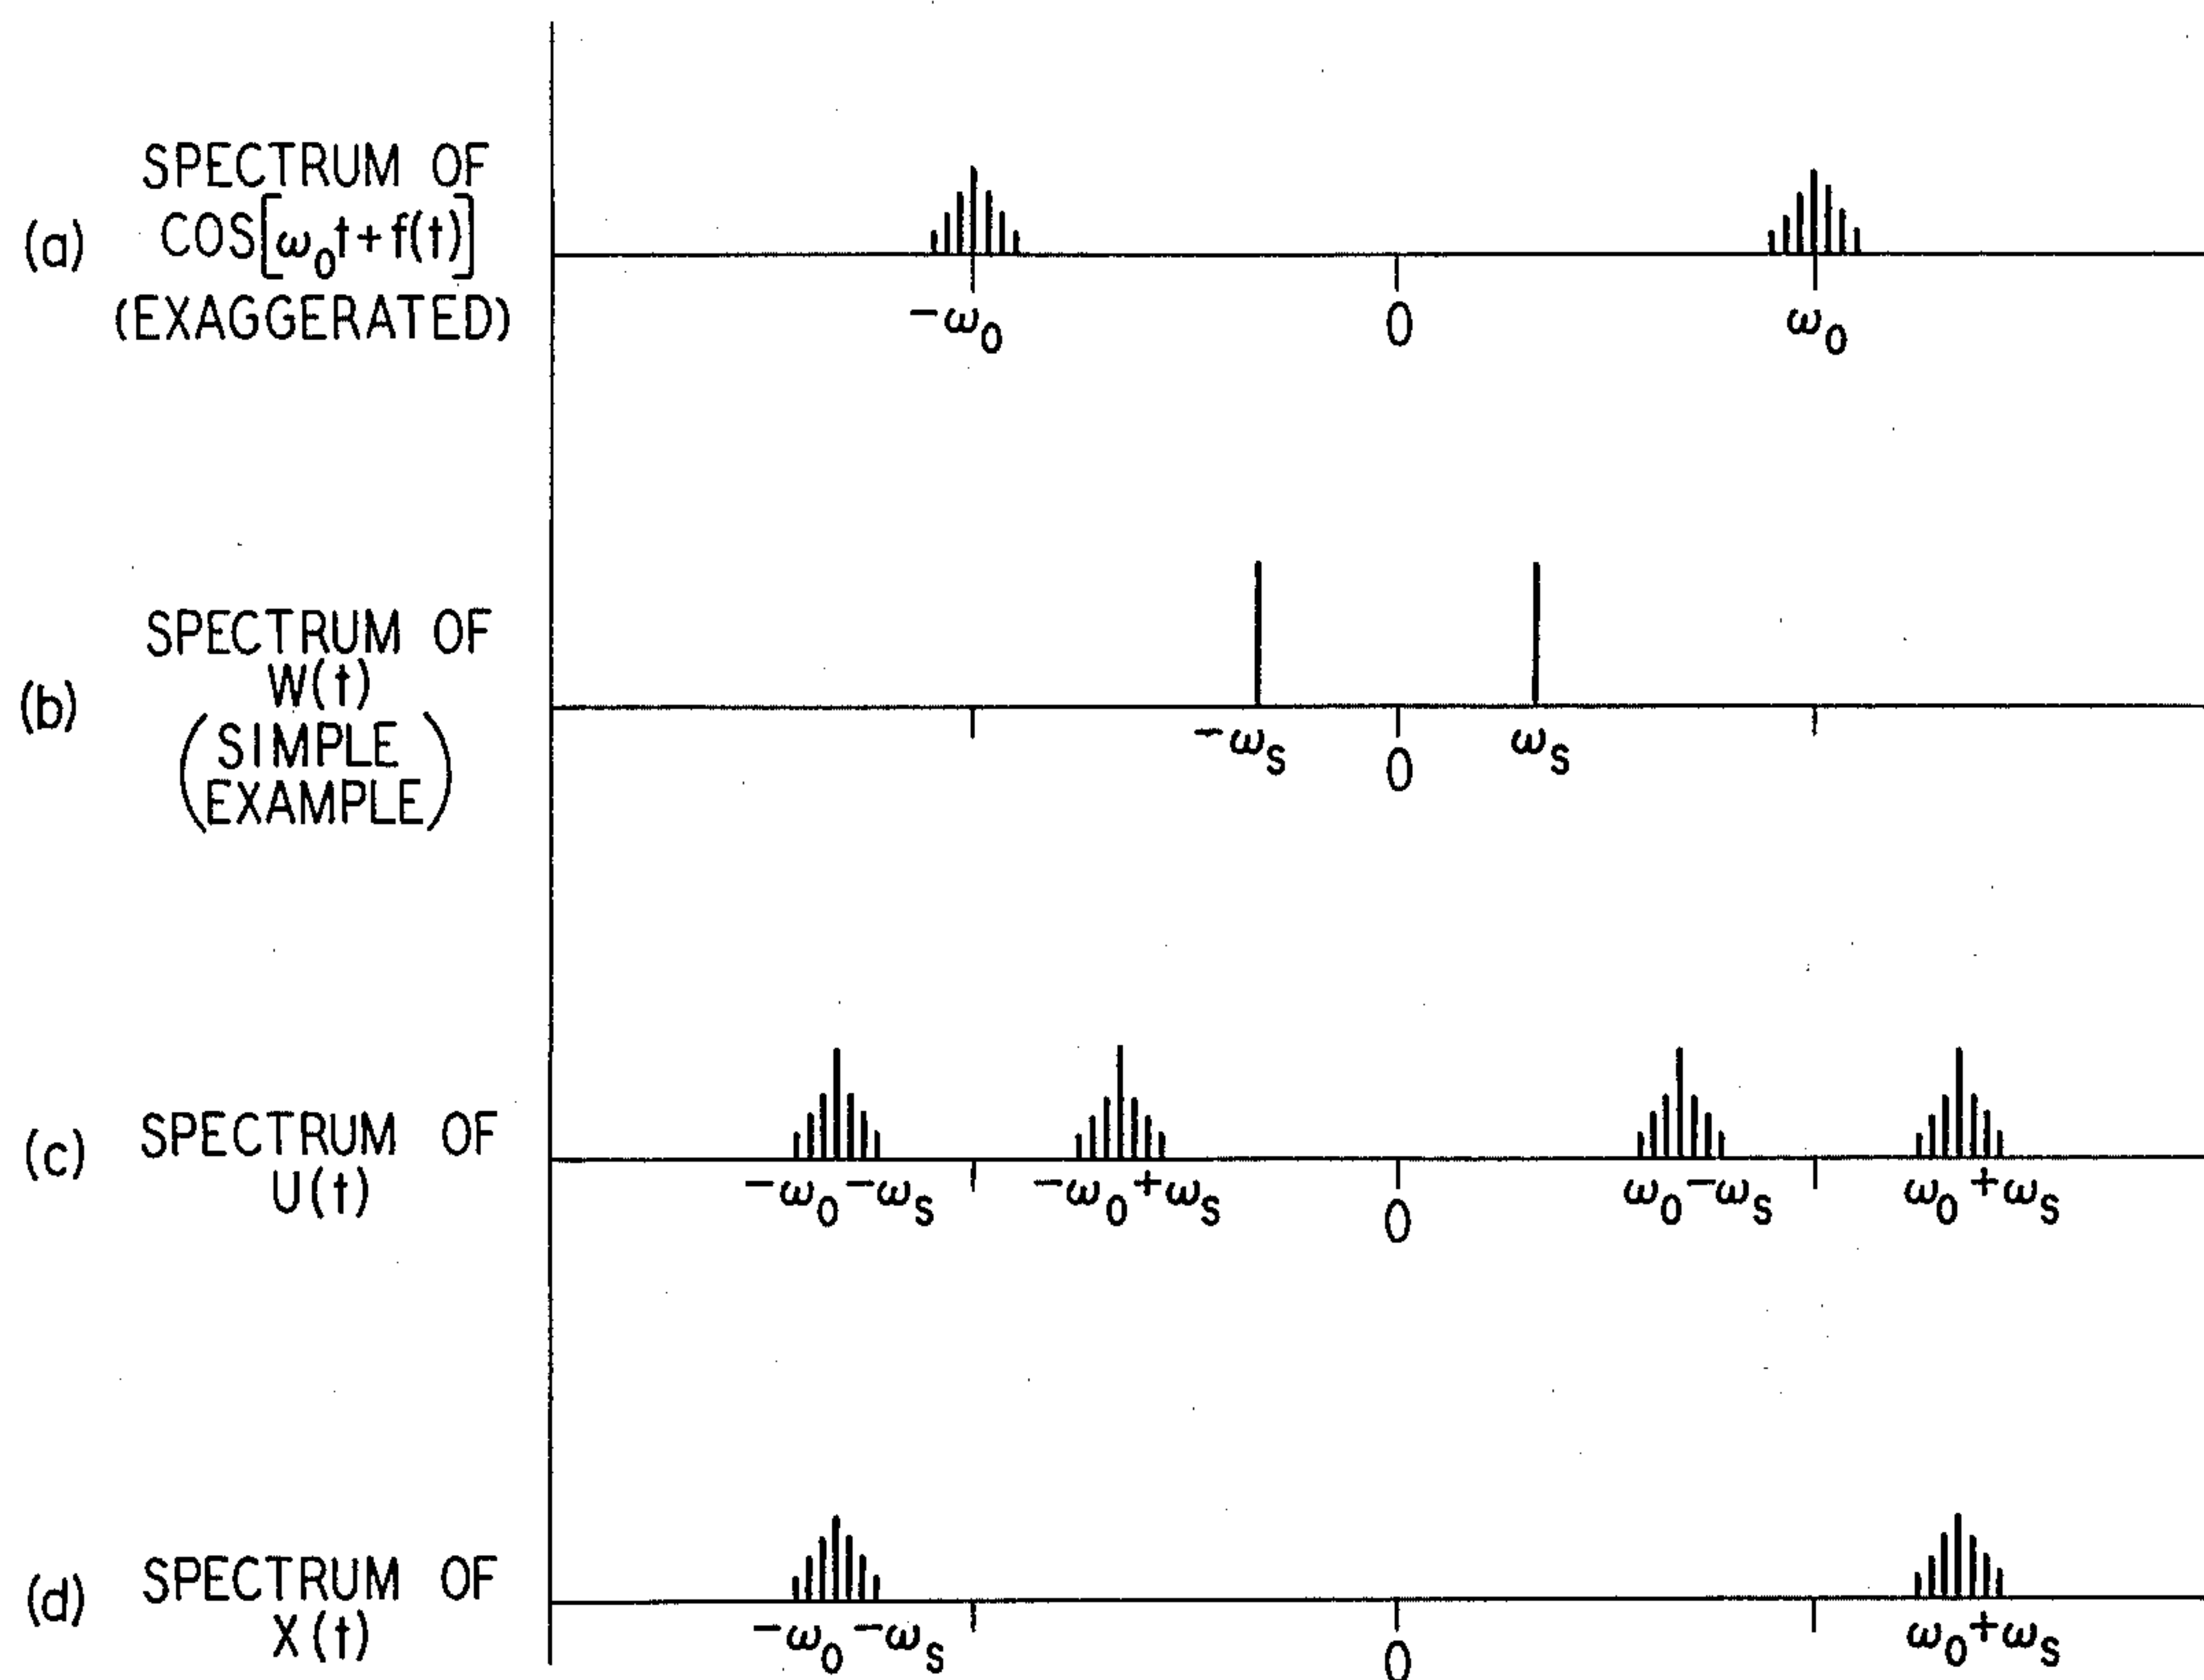 (a) SPECTRUM OF
COS[ω₀t+f(t)]
(EXAGGERATED)
-ω₀ 0 ω₀
(b) SPECTRUM OF
W(t)
(SIMPLE
EXAMPLE)
-ωS 0 ωS
(c) SPECTRUM OF
U(t)
-ω₀-ωS -ω₀+ωS 0 ω₀-ωS ω₀+ωS
(d) SPECTRUM OF
X(t)
-ω₀-ωS 0 ω₀+ωS